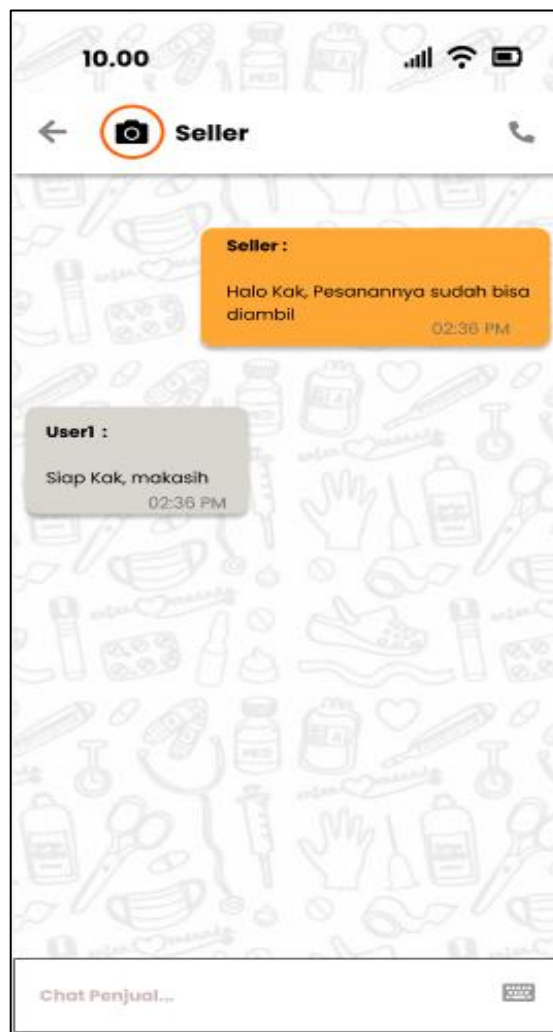 10.00
Seller
Seller :
Halo Kak, Pesanannya sudah bisa
diambil
02:36 PM
User1 :
Siap Kak, makasih
02:36 PM
Chat Penjual...